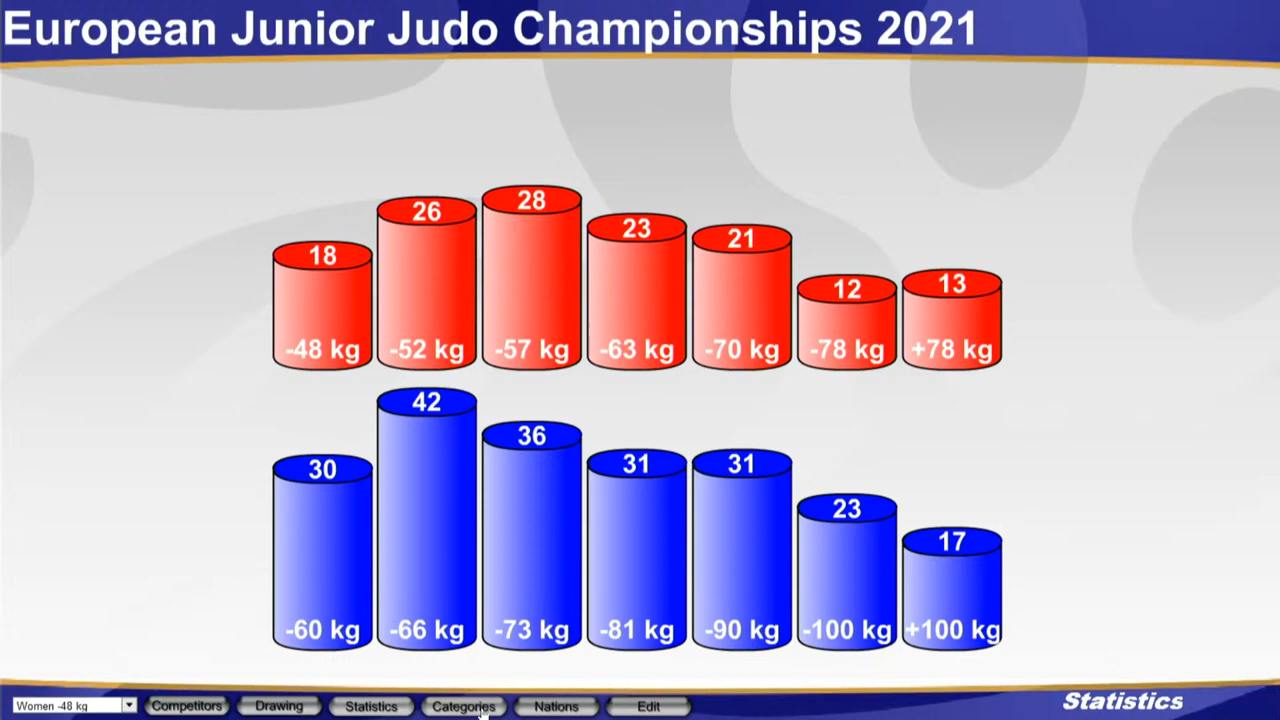 European Junior Judo Championships 2021
18 26 28 23 21 12 13
-48 kg -52 kg -57 kg -63 kg -70 kg -78 kg +78 kg
30 42 36 31 31 23 17
-60 kg -66 kg -73 kg -81 kg -90 kg -100 kg +100 kg
Women -48 kg Competitors Drawing Statistics Categories Nations Edit Statistics